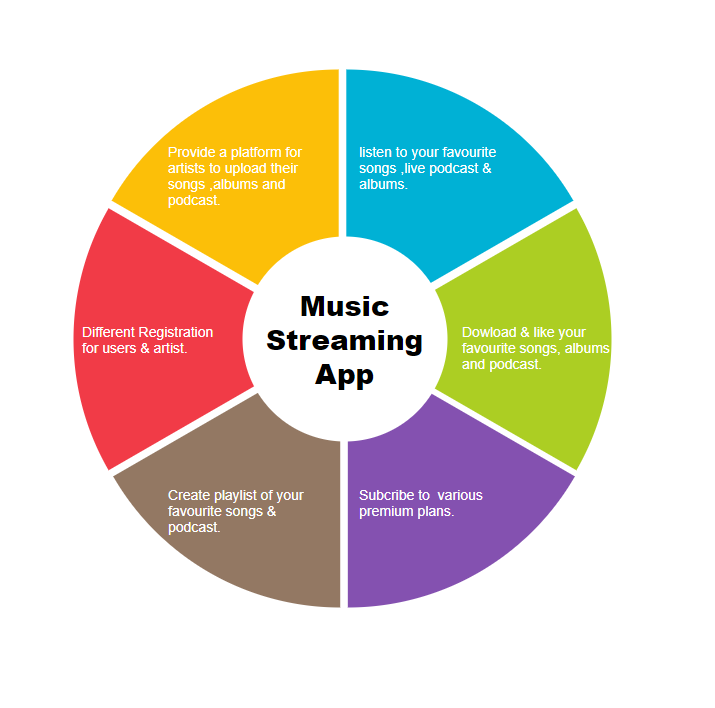 Provide a platform for
artists to upload their
songs ,albums and
podcast.
listen to your favourite
songs ,live podcast &
albums.
Different Registration
for users & artist.
Music
Streaming
App
Dowload & like your
favourite songs, albums
and podcast.
Create playlist of your
favourite songs &
podcast.
Subcribe to  various
premium plans.